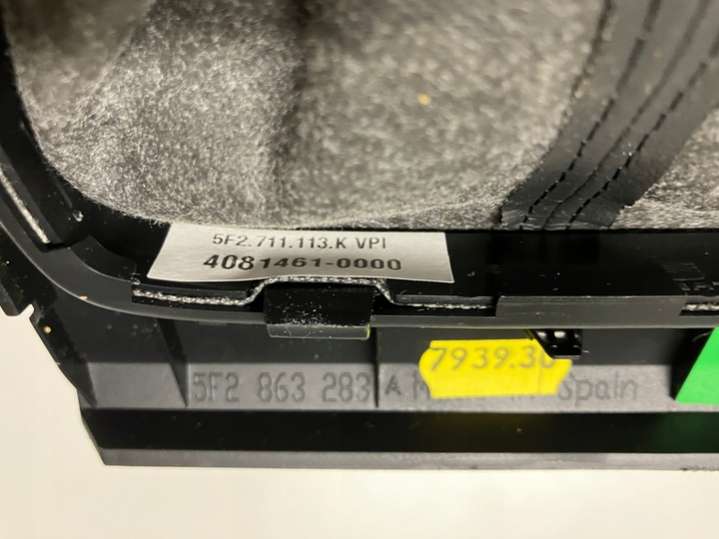 5F2.711.113.K VPI
4081461-0000
7939.30
5F2 863 283 A
Spain